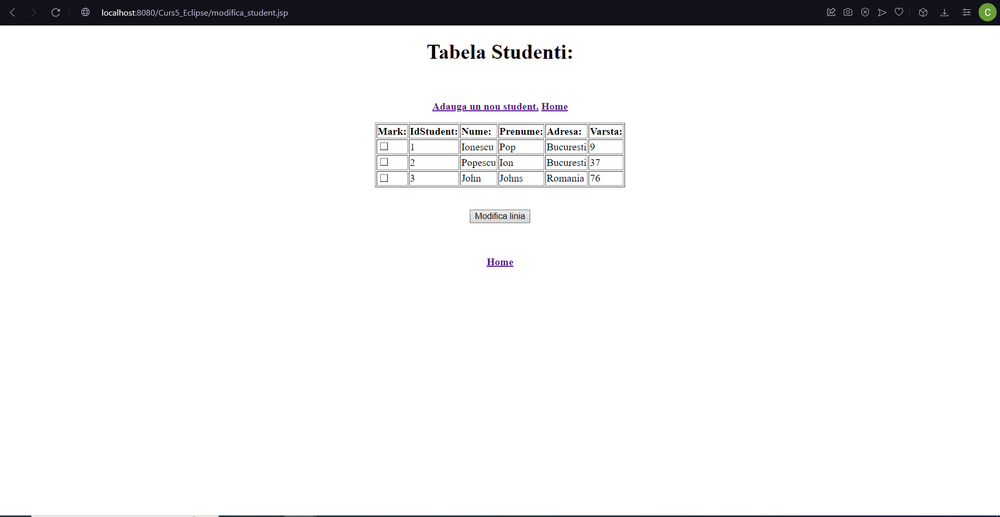 localhost:8080/Curs5_Eclipse/modifica_student.jsp
C
Tabela Studenti:
Adauga un nou student. Home
Mark: IdStudent: Nume: Prenume: Adresa: Varsta:
1 Ionescu Pop Bucuresti 9
2 Popescu Ion Bucuresti 37
3 John Johns Romania 76
Modifica linia
Home